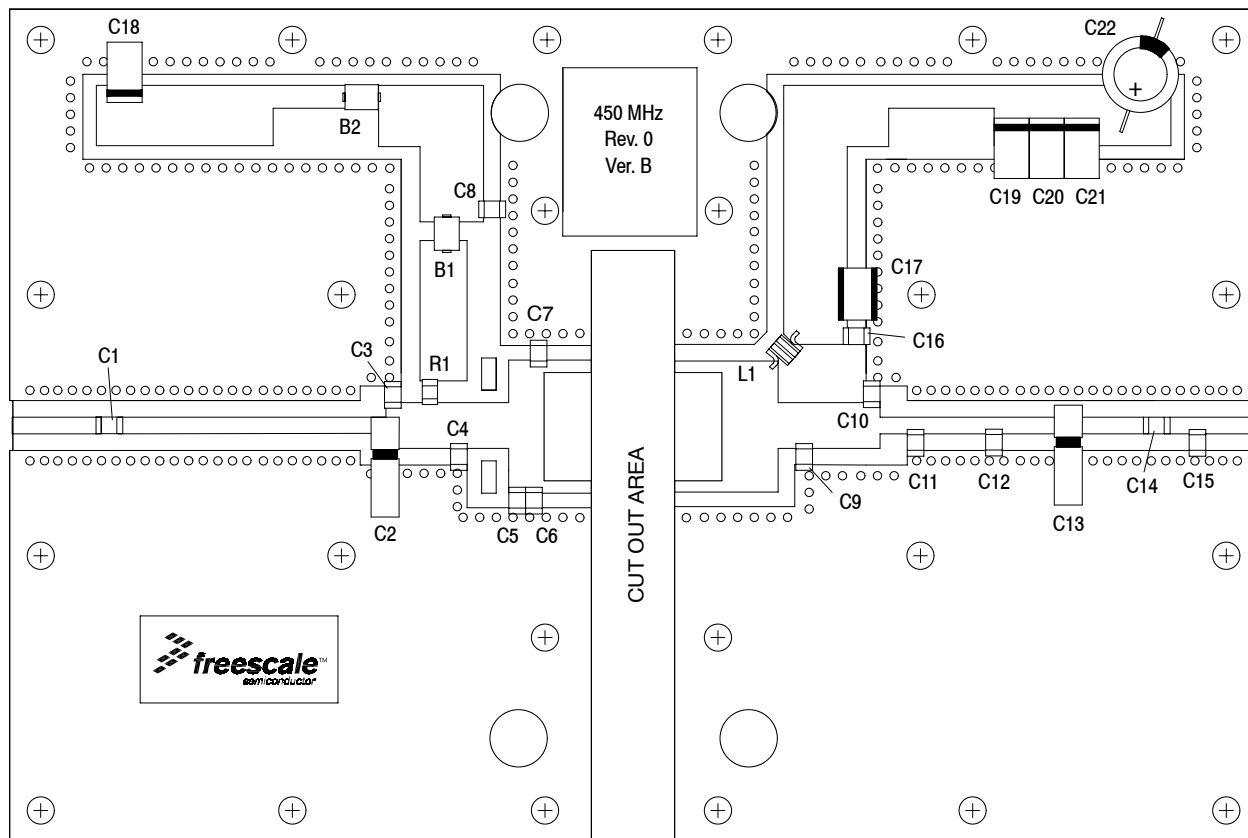 C18
C22
B2
450 MHz
Rev. 0
Ver. B
+
C8
C19 C20 C21
B1
C17
C7
C16
C3
R1
L1
C1
C10
C4
C2
C5 C6
C9
C11
C12
C13
C14
C15
CUT OUT AREA
freescale™
semiconductor